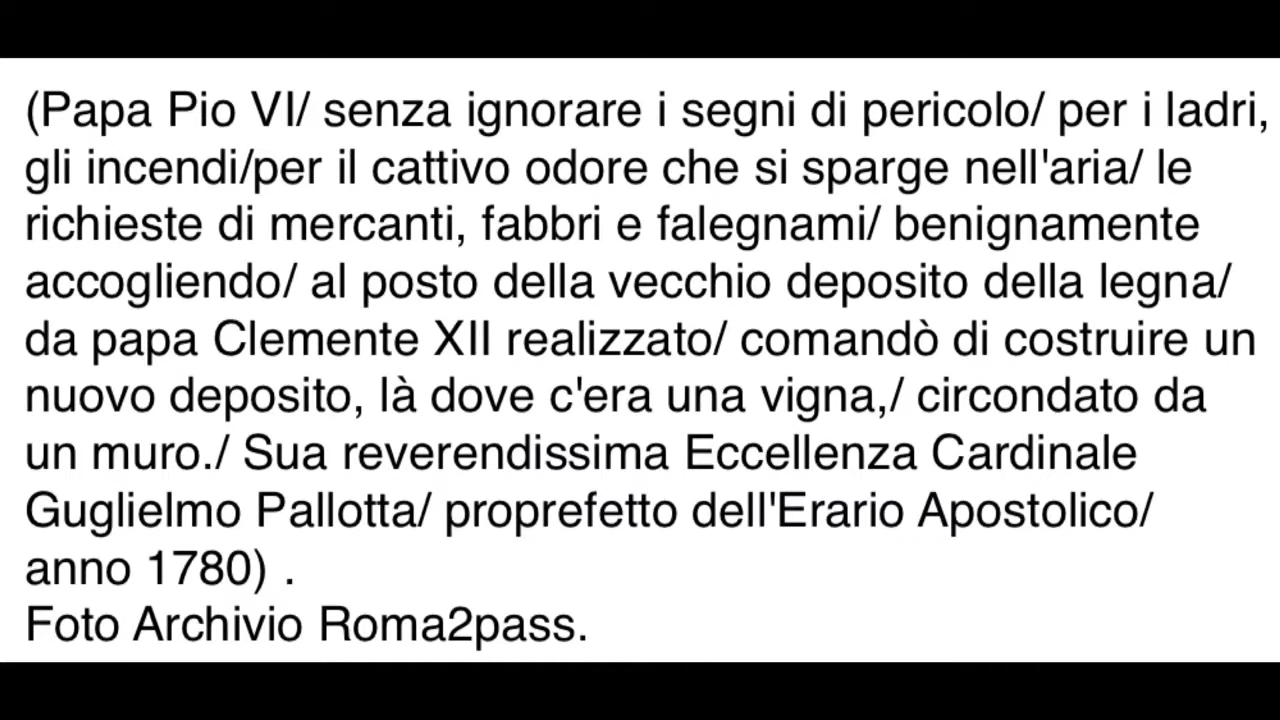 (Papa Pio VI/ senza ignorare i segni di pericolo/ per i ladri,
gli incendi/per il cattivo odore che si sparge nell'aria/ le
richieste di mercanti, fabbri e falegnami/ benignamente
accogliendo/ al posto della vecchio deposito della legna/
da papa Clemente XII realizzato/ comandò di costruire un
nuovo deposito, là dove c'era una vigna,/ circondato da
un muro./ Sua reverendissima Eccellenza Cardinale
Guglielmo Pallotta/ proprefetto dell'Erario Apostolico/
anno 1780) .
Foto Archivio Roma2pass.